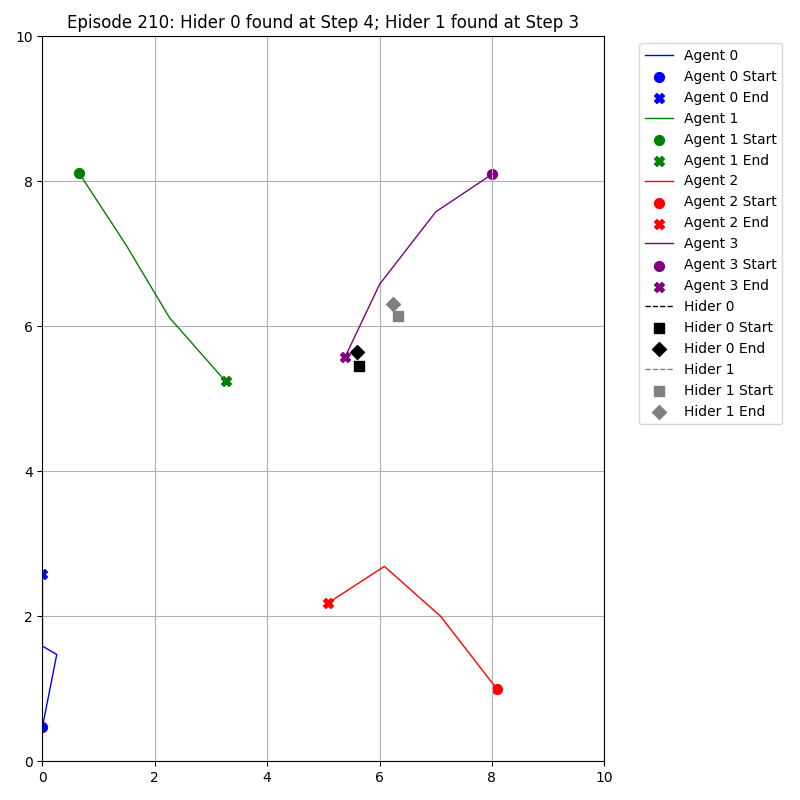 Episode 210: Hider 0 found at Step 4; Hider 1 found at Step 3
10
8
6
4
2
0
0 2 4 6 8 10
Agent 0
Agent 0 Start
Agent 0 End
Agent 1
Agent 1 Start
Agent 1 End
Agent 2
Agent 2 Start
Agent 2 End
Agent 3
Agent 3 Start
Agent 3 End
Hider 0
Hider 0 Start
Hider 0 End
Hider 1
Hider 1 Start
Hider 1 End